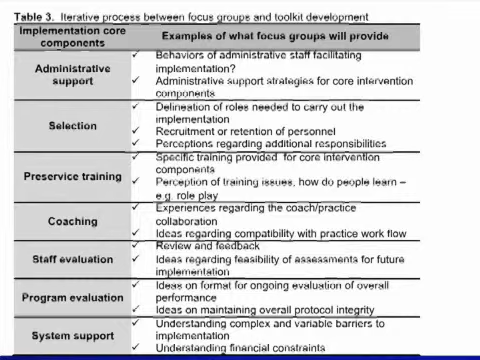 Table 3. Iterative process between focus groups and toolkit development
Implementation core components
Examples of what focus groups will provide
Administrative support
✓ Behaviors of administrative staff facilitating
implementation?
✓ Administrative support strategies for core intervention
components
Selection
✓ Delineation of roles needed to carry out the
implementation
✓ Recruitment or retention of personnel
✓ Perceptions regarding additional responsibilities
Preservice training
✓ Specific training provided for core intervention
components
✓ Perception of training issues, how do people learn –
e.g. role play
Coaching
✓ Experiences regarding the coach/practice
collaboration
✓ Ideas regarding compatibility with practice work flow
Staff evaluation
✓ Review and feedback
✓ Ideas regarding feasibility of assessments for future
implementation
Program evaluation
✓ Ideas on format for ongoing evaluation of overall
performance
✓ Ideas on maintaining overall protocol integrity
System support
✓ Understanding complex and variable barriers to
implementation
✓ Understanding financial constraints